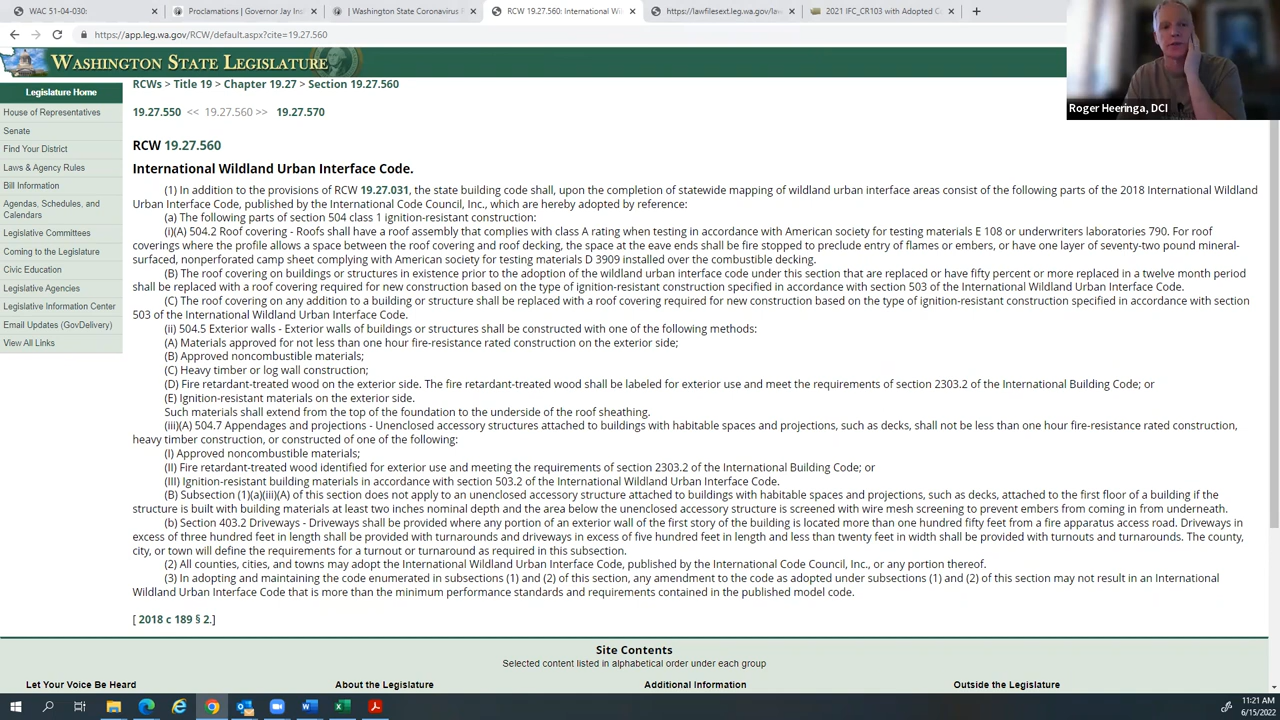 WAC 51-04-030:
Proclamations | Governor Jay Ins
| Washington State Coronavirus R
RCW 19.27.560: International Wi
https://lawfilesext.leg.wa.gov/law
2021 IFC_CR103 with Adopted C
https://app.leg.wa.gov/RCW/default.aspx?cite=19.27.560
WASHINGTON STATE LEGISLATURE
Roger Heeringa, DCI
Legislature Home
House of Representatives
Senate
Find Your District
Laws & Agency Rules
Bill Information
Agendas, Schedules, and
Calendars
Legislative Committees
Coming to the Legislature
Civic Education
Legislative Agencies
Legislative Information Center
Email Updates (GovDelivery)
View All Links
RCWs > Title 19 > Chapter 19.27 > Section 19.27.560
19.27.550 << 19.27.560 >> 19.27.570
RCW 19.27.560
International Wildland Urban Interface Code.
(1) In addition to the provisions of RCW 19.27.031, the state building code shall, upon the completion of statewide mapping of wildland urban interface areas consist of the following parts of the 2018 International Wildland
Urban Interface Code, published by the International Code Council, Inc., which are hereby adopted by reference:
(a) The following parts of section 504 class 1 ignition-resistant construction:
(i)(A) 504.2 Roof covering - Roofs shall have a roof assembly that complies with class A rating when testing in accordance with American society for testing materials E 108 or underwriters laboratories 790. For roof
coverings where the profile allows a space between the roof covering and roof decking, the space at the eave ends shall be fire stopped to preclude entry of flames or embers, or have one layer of seventy-two pound mineral-
surfaced, nonperforated camp sheet complying with American society for testing materials D 3909 installed over the combustible decking.
(B) The roof covering on buildings or structures in existence prior to the adoption of the wildland urban interface code under this section that are replaced or have fifty percent or more replaced in a twelve month period
shall be replaced with a roof covering required for new construction based on the type of ignition-resistant construction specified in accordance with section 503 of the International Wildland Urban Interface Code.
(C) The roof covering on any addition to a building or structure shall be replaced with a roof covering required for new construction based on the type of ignition-resistant construction specified in accordance with section
503 of the International Wildland Urban Interface Code.
(ii) 504.5 Exterior walls - Exterior walls of buildings or structures shall be constructed with one of the following methods:
(A) Materials approved for not less than one hour fire-resistance rated construction on the exterior side;
(B) Approved noncombustible materials;
(C) Heavy timber or log wall construction;
(D) Fire retardant-treated wood on the exterior side. The fire retardant-treated wood shall be labeled for exterior use and meet the requirements of section 2303.2 of the International Building Code; or
(E) Ignition-resistant materials on the exterior side.
Such materials shall extend from the top of the foundation to the underside of the roof sheathing.
(iii)(A) 504.7 Appendages and projections - Unenclosed accessory structures attached to buildings with habitable spaces and projections, such as decks, shall not be less than one hour fire-resistance rated construction,
heavy timber construction, or constructed of one of the following:
(I) Approved noncombustible materials;
(II) Fire retardant-treated wood identified for exterior use and meeting the requirements of section 2303.2 of the International Building Code; or
(III) Ignition-resistant building materials in accordance with section 503.2 of the International Wildland Urban Interface Code.
(B) Subsection (1)(a)(iii)(A) of this section does not apply to an unenclosed accessory structure attached to buildings with habitable spaces and projections, such as decks, attached to the first floor of a building if the
structure is built with building materials at least two inches nominal depth and the area below the unenclosed accessory structure is screened with wire mesh screening to prevent embers from coming in from underneath.
(b) Section 403.2 Driveways - Driveways shall be provided where any portion of an exterior wall of the first story of the building is located more than one hundred fifty feet from a fire apparatus access road. Driveways in
excess of three hundred feet in length shall be provided with turnarounds and driveways in excess of five hundred feet in length and less than twenty feet in width shall be provided with turnouts and turnarounds. The county,
city, or town will define the requirements for a turnout or turnaround as required in this subsection.
(2) All counties, cities, and towns may adopt the International Wildland Urban Interface Code, published by the International Code Council, Inc., or any portion thereof.
(3) In adopting and maintaining the code enumerated in subsections (1) and (2) of this section, any amendment to the code as adopted under subsections (1) and (2) of this section may not result in an International
Wildland Urban Interface Code that is more than the minimum performance standards and requirements contained in the published model code.
[ 2018 c 189 § 2.]
Site Contents
Selected content listed in alphabetical order under each group
Let Your Voice Be Heard
About the Legislature
Additional Information
Outside the Legislature
11:21 AM
6/15/2022